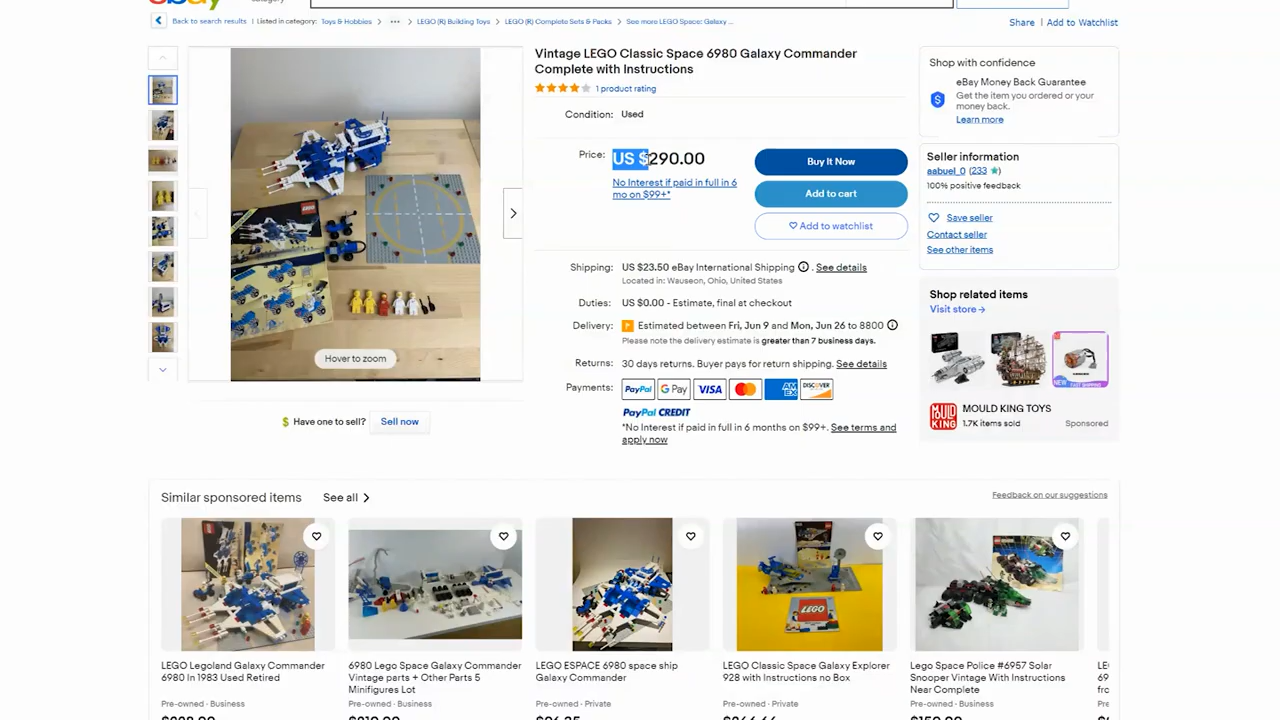 ebay
category
Back to search results | Listed in category: Toys & Hobbies > ··· > LEGO (R) Building Toys > LEGO (R) Complete Sets & Packs > See more LEGO Space: Galaxy ...
Share | Add to Watchlist
Vintage LEGO Classic Space 6980 Galaxy Commander
Complete with Instructions
1 product rating
Condition: Used
Price: US $290.00
No Interest if paid in full in 6
mo on $99+*
Buy It Now
Add to cart
Add to watchlist
Shipping: US $23.50 eBay International Shipping . See details
Located in: Wauseon, Ohio, United States
Duties: US $0.00 - Estimate, final at checkout
Delivery: Estimated between Fri, Jun 9 and Mon, Jun 26 to 8800
Please note the delivery estimate is greater than 7 business days.
Returns: 30 days returns. Buyer pays for return shipping. See details
Payments: PayPal G Pay VISA MasterCard AM EX DISCOVER
PayPal CREDIT
*No Interest if paid in full in 6 months on $99+. See terms and
apply now
Hover to zoom
Have one to sell? Sell now
Shop with confidence
eBay Money Back Guarantee
Get the item you ordered or your
money back.
Learn more
Seller information
aabuel_0 (233)
100% positive feedback
Save seller
Contact seller
See other items
Shop related items
Visit store
NEW
MOULD KING
MOULD KING TOYS
1.7K items sold
Sponsored
Similar sponsored items See all
Feedback on our suggestions
LEGO
LEGO Legoland Galaxy Commander
6980 In 1983 Used Retired
Pre-owned · Business
6980 Lego Space Galaxy Commander
Vintage parts + Other Parts 5
Minifigures Lot
Pre-owned · Business
LEGO ESPACE 6980 space ship
Galaxy Commander
Pre-owned · Private
LEGO Classic Space Galaxy Explorer
928 with Instructions no Box
Pre-owned · Private
Lego Space Police #6957 Solar
Snooper Vintage With Instructions
Near Complete
Pre-owned · Business